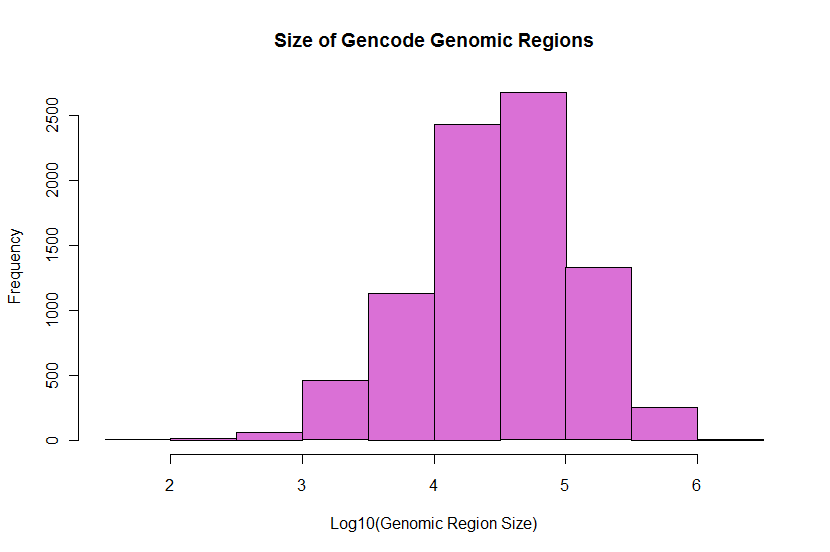 Size of Gencode Genomic Regions
Frequency
2500
2000
1500
1000
500
0
2 3 4 5 6
Log10(Genomic Region Size)